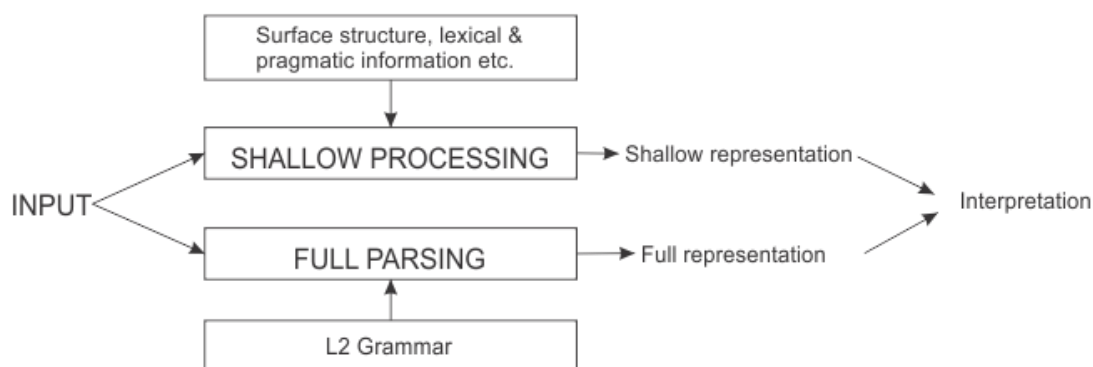 Surface structure, lexical &
pragmatic information etc.
SHALLOW PROCESSING
Shallow representation
INPUT
Interpretation
FULL PARSING
Full representation
L2 Grammar